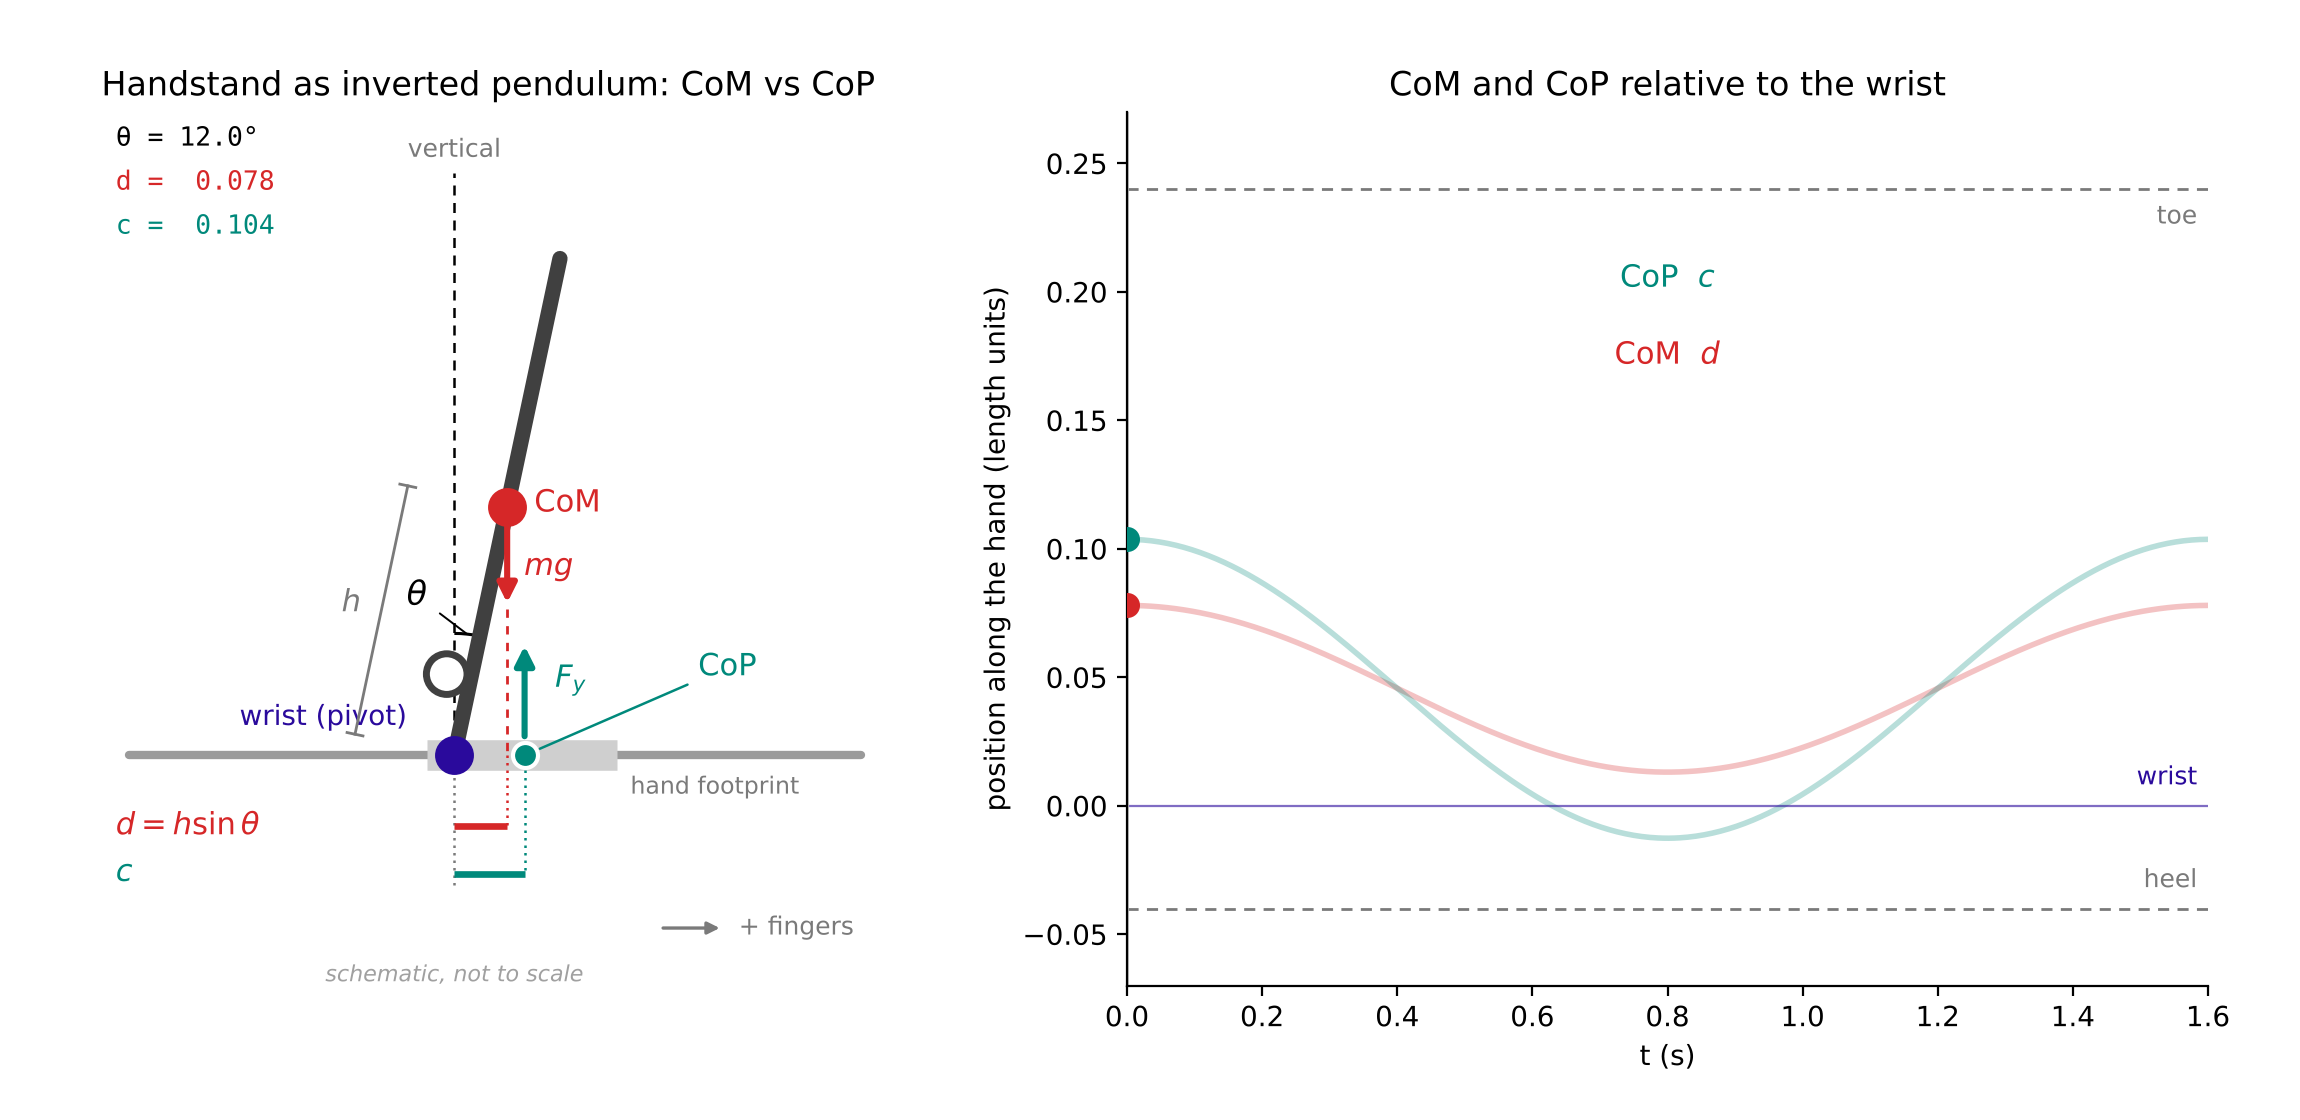 Handstand as inverted pendulum: CoM vs CoP
θ = 12.0°
d =  0.078
c =  0.104
vertical
CoM
mg
h
θ
F_y
CoP
wrist (pivot)
hand footprint
d = h sin θ
c
+ fingers
schematic, not to scale
CoM and CoP relative to the wrist
position along the hand (length units)
0.25
0.20
0.15
0.10
0.05
0.00
−0.05
toe
CoP c
CoM d
wrist
heel
0.0 0.2 0.4 0.6 0.8 1.0 1.2 1.4 1.6
t (s)